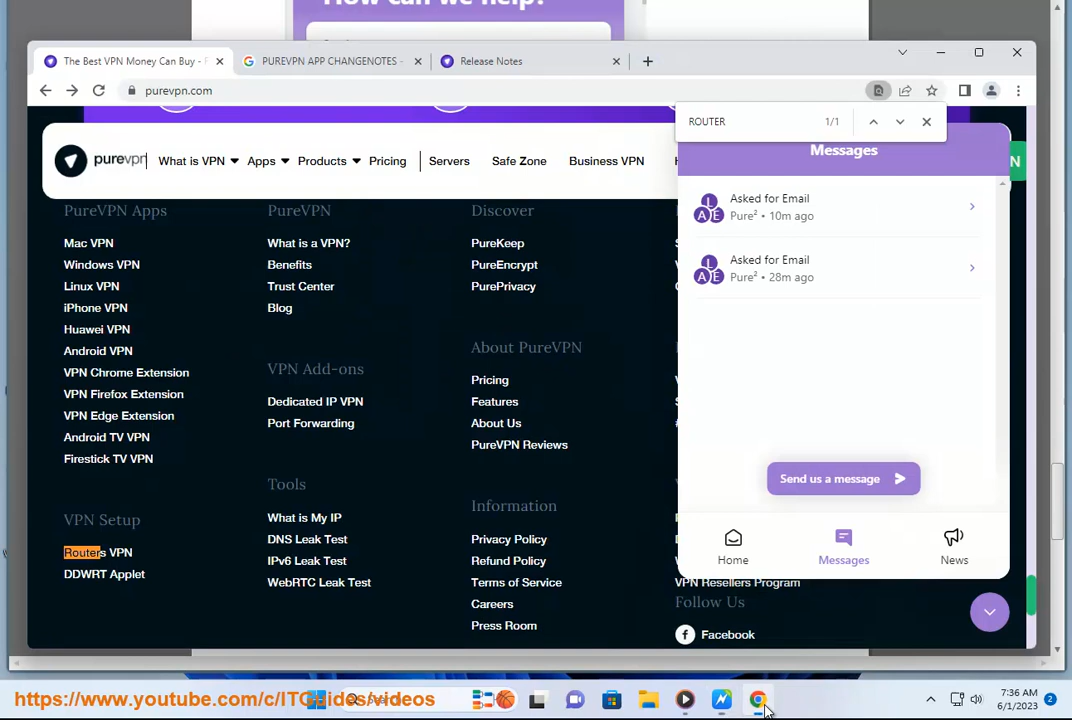 How can we help?
The Best VPN Money Can Buy -
PUREVPN APP CHANGENOTES -
Release Notes
purevpn.com
ROUTER 1/1
purevpn What is VPN Apps Products Pricing Servers Safe Zone Business VPN
Messages
PureVPN Apps
Mac VPN
Windows VPN
Linux VPN
iPhone VPN
Huawei VPN
Android VPN
VPN Chrome Extension
VPN Firefox Extension
VPN Edge Extension
Android TV VPN
Firestick TV VPN
VPN Setup
Routers VPN
DDWRT Applet
PureVPN
What is a VPN?
Benefits
Trust Center
Blog
VPN Add-ons
Dedicated IP VPN
Port Forwarding
Tools
What is My IP
DNS Leak Test
IPv6 Leak Test
WebRTC Leak Test
Discover
PureKeep
PureEncrypt
PurePrivacy
About PureVPN
Pricing
Features
About Us
PureVPN Reviews
Information
Privacy Policy
Refund Policy
Terms of Service
Careers
Press Room
LAE
Asked for Email
Pure² • 10m ago
LAE
Asked for Email
Pure² • 28m ago
Send us a message
Home Messages News
VPN Resellers Program
Follow Us
Facebook
https://www.youtube.com/c/ITGuides/videos
7:36 AM
6/1/2023
2